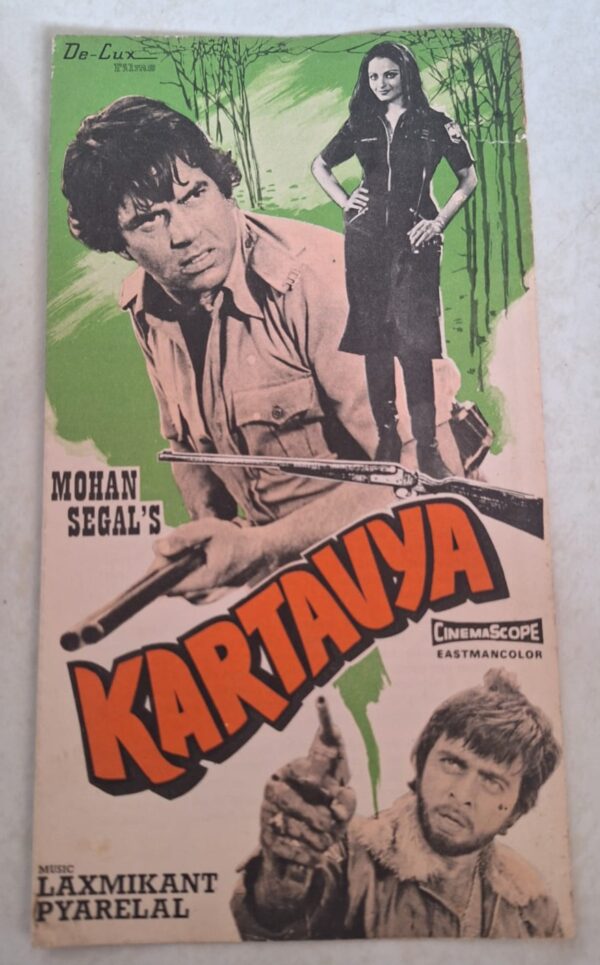 De-Lux
Films
MOHAN
SEGAL'S
KARTAVYA
CINEMASCOPE
EASTMANCOLOR
MUSIC
LAXMIKANT
PYARELAL